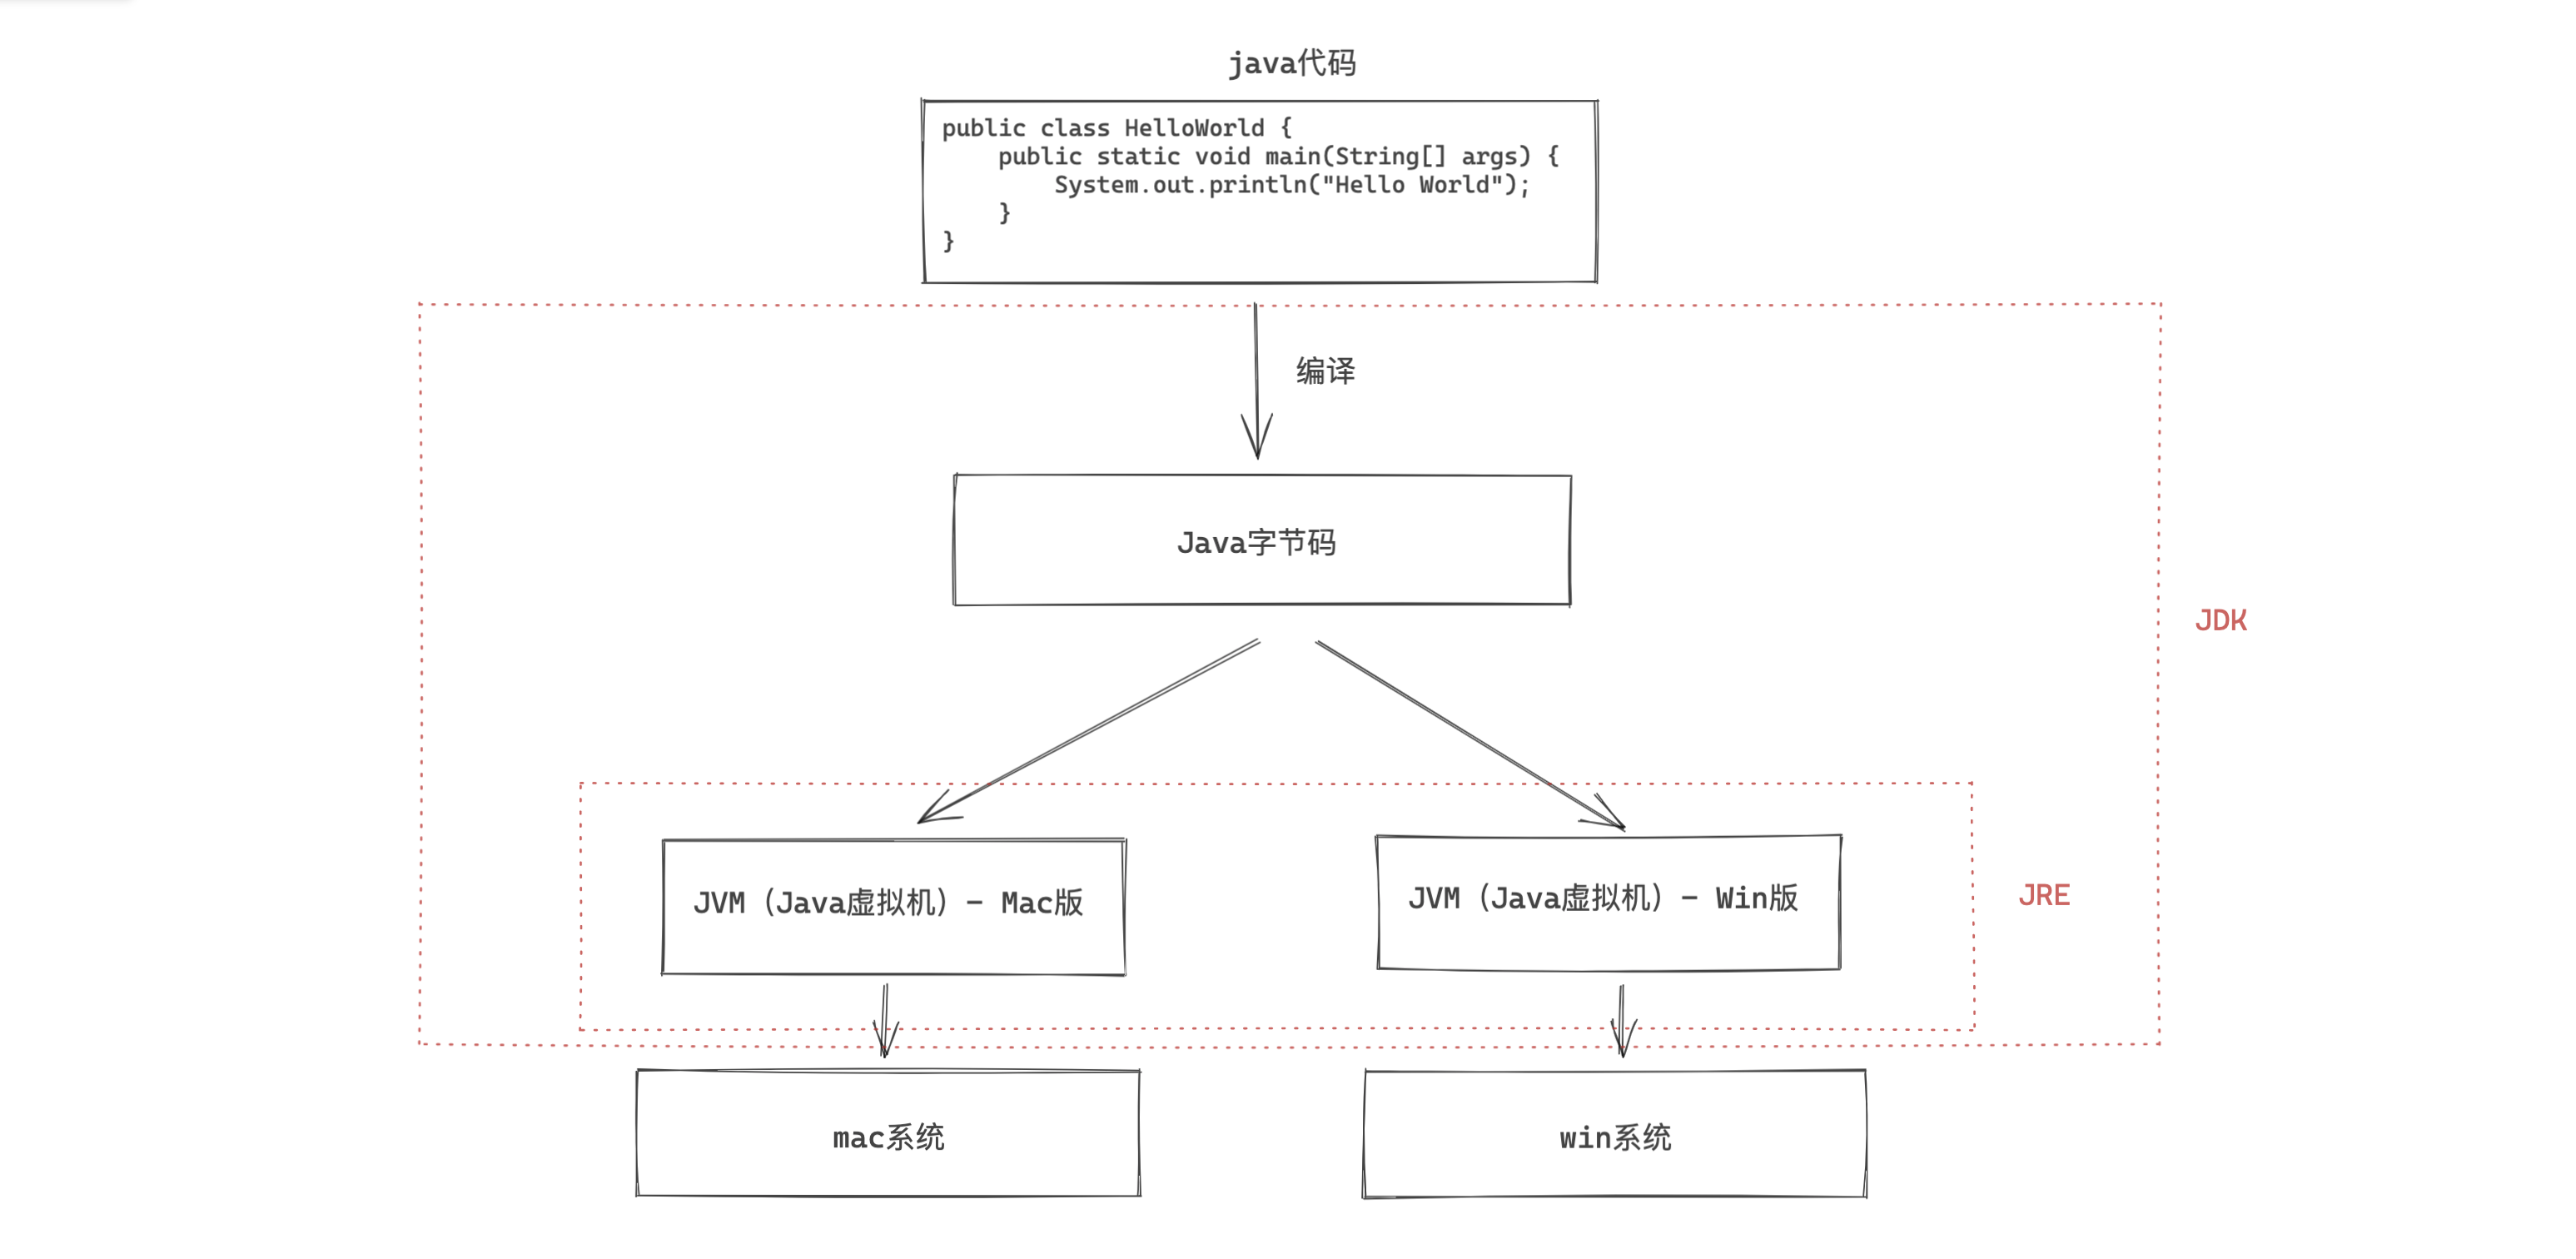 java代码
public class HelloWorld {
    public static void main(String[] args) {
        System.out.println("Hello World");
    }
}
编译
Java字节码
JDK
JVM（Java虚拟机）- Mac版
JVM（Java虚拟机）- Win版
JRE
mac系统
win系统